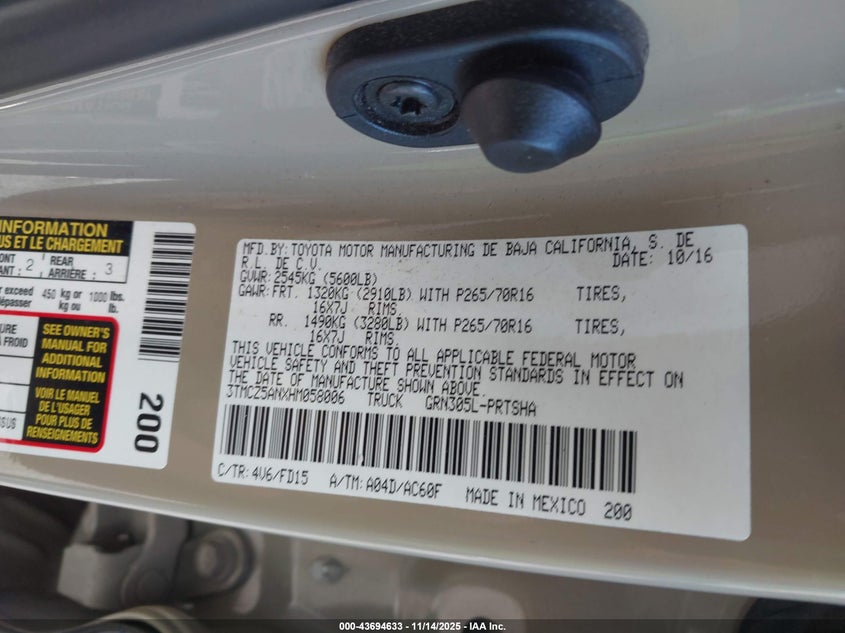 INFORMATION
US ET LE CHARGEMENT
ONT 2 REAR 3
ANT : ARRIÈRE :
er exceed 450 kg or 1000 lbs.
dépasser kg ou lb.
URE
À FROID
SEE OWNER'S
MANUAL FOR
ADDITIONAL
INFORMATION
VOIR LE MANUEL
DE L'USAGER
POUR PLUS DE
RENSEIGNEMENTS
200
MFD.BY: TOYOTA MOTOR MANUFACTURING DE BAJA CALIFORNIA, S. DE
R.L. DE C.V. DATE: 10/16
GVWR: 2545KG (5600LB)
GAWR: FRT. 1320KG (2910LB) WITH P265/70R16 TIRES,
16X7J RIMS.
RR. 1490KG (3280LB) WITH P265/70R16 TIRES,
16X7J RIMS.
THIS VEHICLE CONFORMS TO ALL APPLICABLE FEDERAL MOTOR
VEHICLE SAFETY AND THEFT PREVENTION STANDARDS IN EFFECT ON
THE DATE OF MANUFACTURE SHOWN ABOVE.
3TMCZ5ANXHM058006 TRUCK GRN305L-PRTSHA
C/TR: 4V6/FD15 A/TM: A04D/AC60F MADE IN MEXICO 200
000-43694633 - 11/14/2025 - IAA Inc.